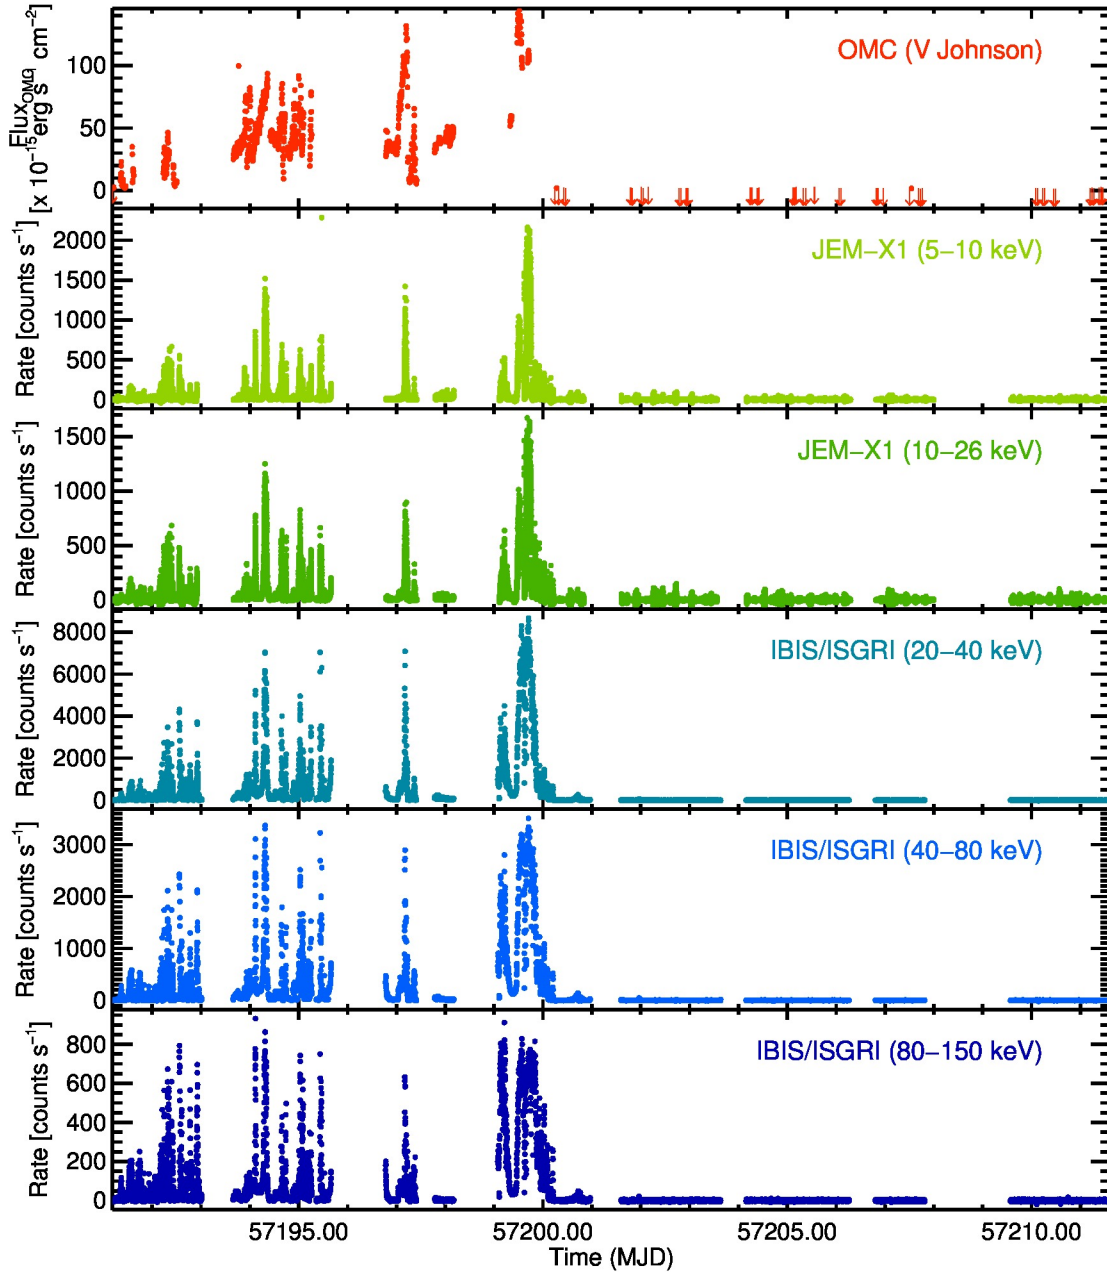 OMC (V Johnson)
Flux_OMC
[x 10⁻¹⁵erg s⁻¹ cm⁻²]
100
50
0
JEM−X1 (5−10 keV)
Rate [counts s⁻¹]
2000
1500
1000
500
0
JEM−X1 (10−26 keV)
Rate [counts s⁻¹]
1500
1000
500
0
IBIS/ISGRI (20−40 keV)
Rate [counts s⁻¹]
8000
6000
4000
2000
0
IBIS/ISGRI (40−80 keV)
Rate [counts s⁻¹]
3000
2000
1000
0
IBIS/ISGRI (80−150 keV)
Rate [counts s⁻¹]
800
600
400
200
0
57195.00 57200.00 57205.00 57210.00
Time (MJD)